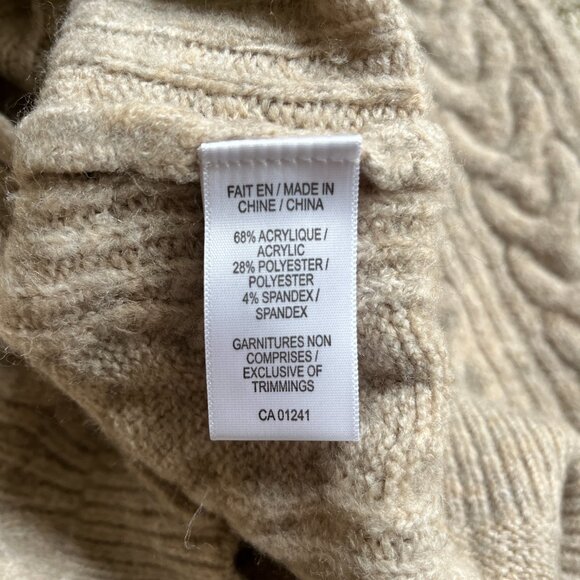 FAIT EN / MADE IN
CHINE / CHINA
68% ACRYLIQUE /
ACRYLIC
28% POLYESTER /
POLYESTER
4% SPANDEX /
SPANDEX
GARNITURES NON
COMPRISES /
EXCLUSIVE OF
TRIMMINGS
CA 01241